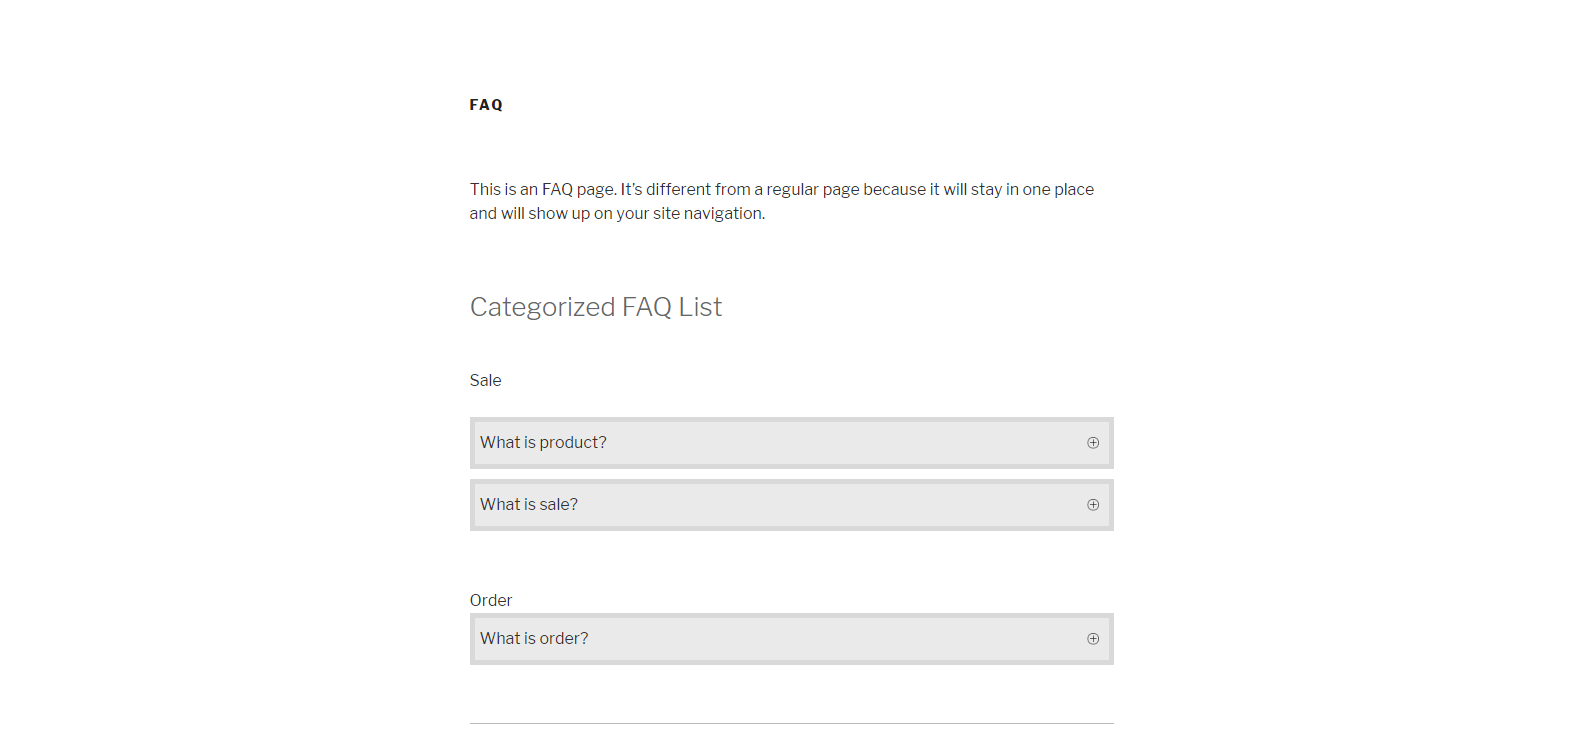 FAQ
This is an FAQ page. It’s different from a regular page because it will stay in one place
and will show up on your site navigation.
Categorized FAQ List
Sale
What is product?
What is sale?
Order
What is order?